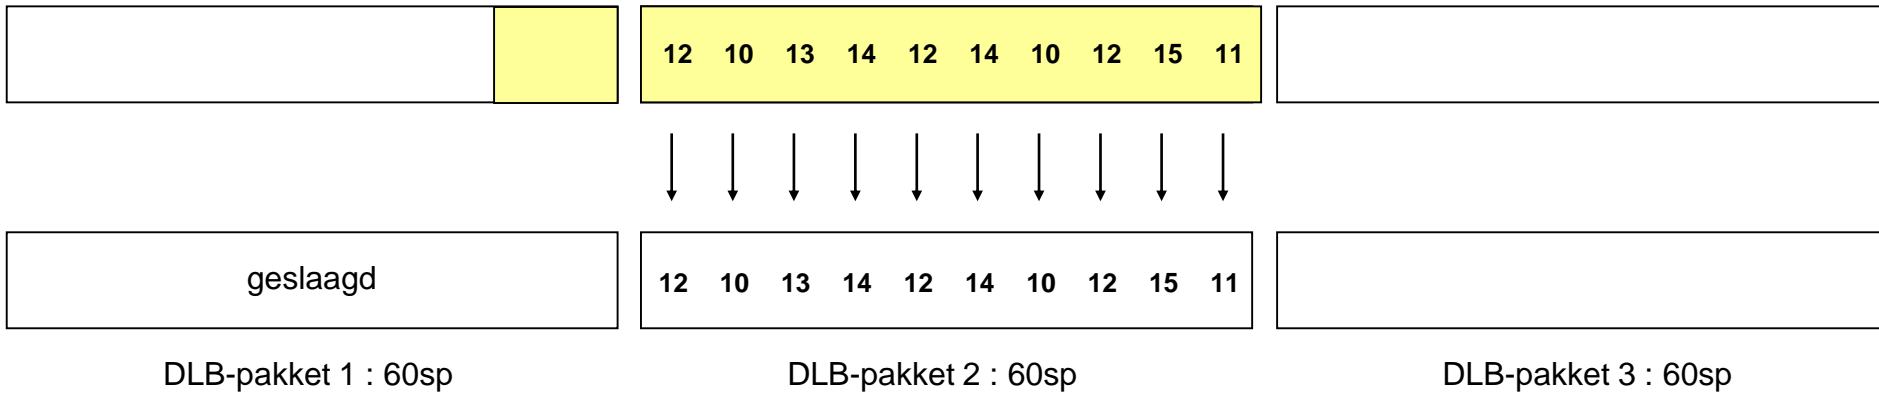 12 10 13 14 12 14 10 12 15 11
geslaagd
12 10 13 14 12 14 10 12 15 11
DLB-pakket 1 : 60sp
DLB-pakket 2 : 60sp
DLB-pakket 3 : 60sp